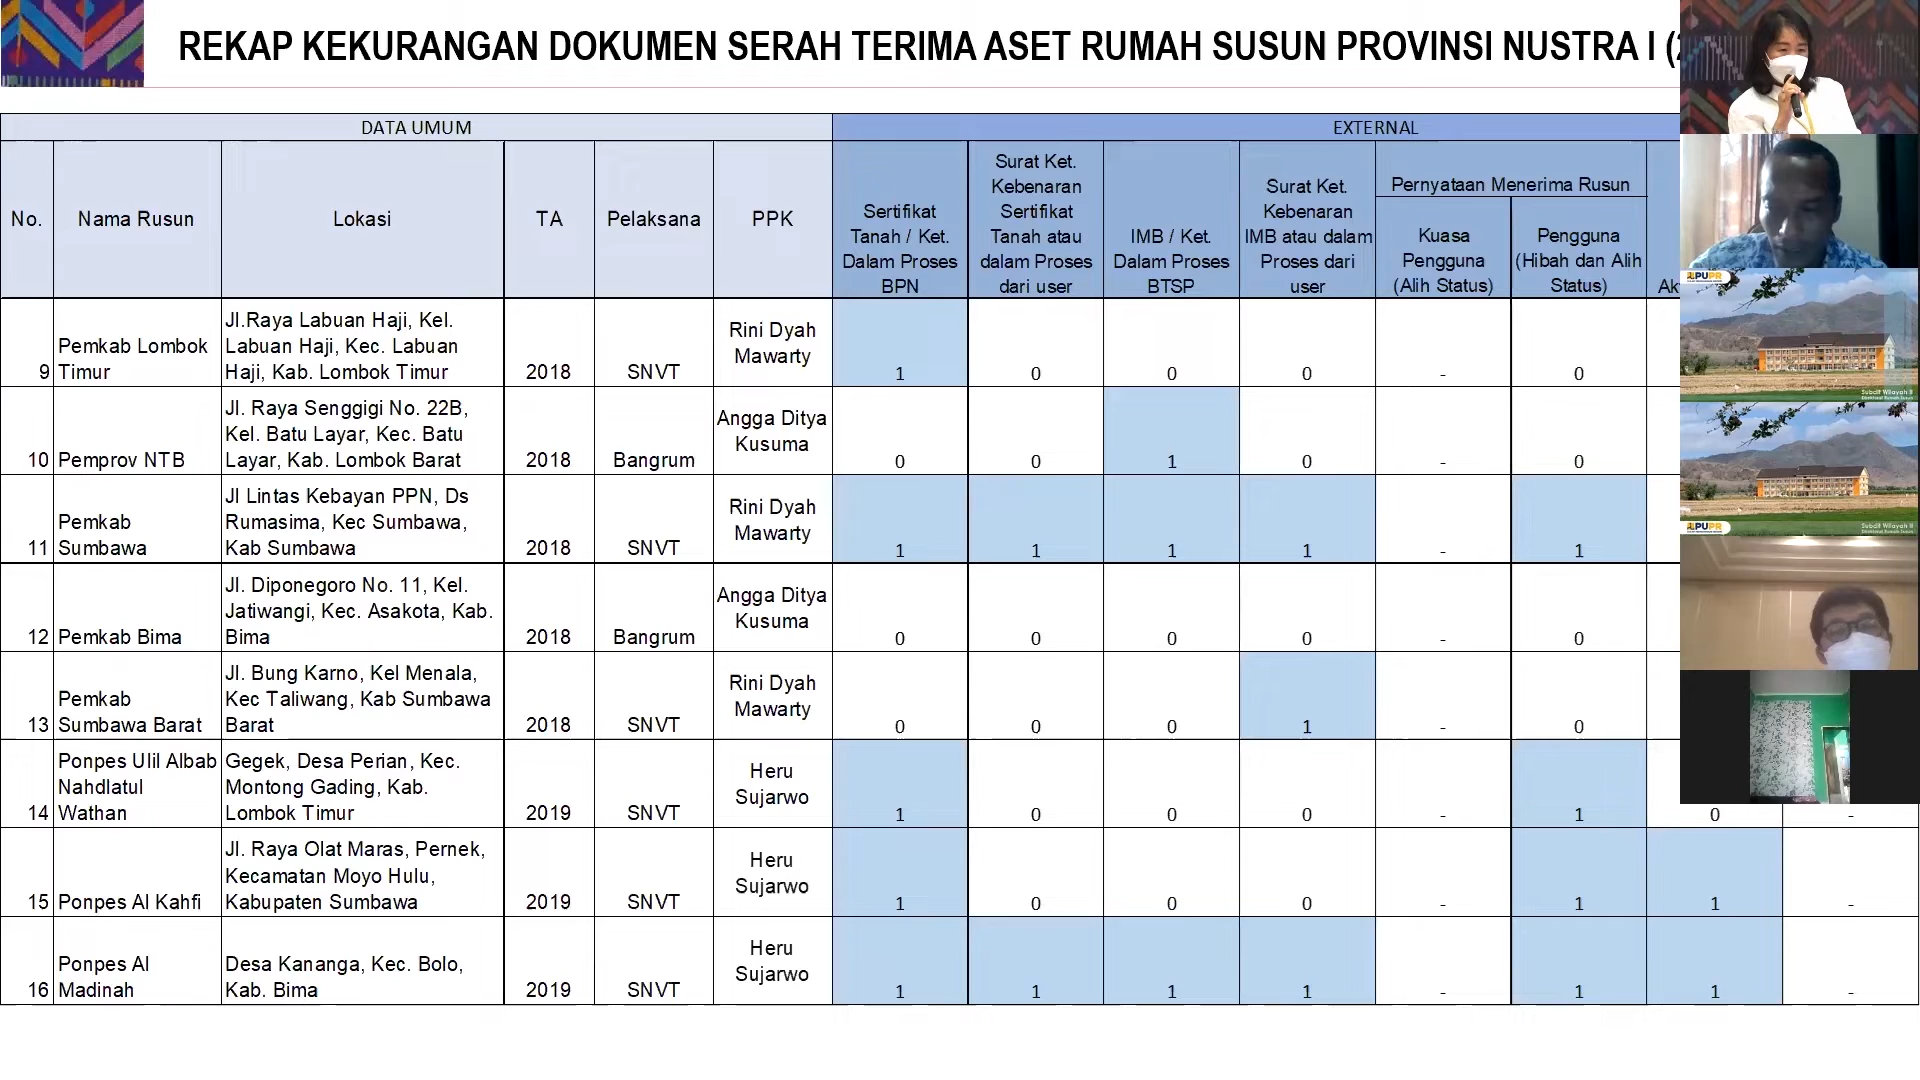 REKAP KEKURANGAN DOKUMEN SERAH TERIMA ASET RUMAH SUSUN PROVINSI NUSTRA I (
DATA UMUM
EXTERNAL
No.
Nama Rusun
Lokasi
TA
Pelaksana
PPK
Sertifikat
Tanah / Ket.
Dalam Proses
BPN
Surat Ket.
Kebenaran
Sertifikat
Tanah atau
dalam Proses
dari user
IMB / Ket.
Dalam Proses
BTSP
Surat Ket.
Kebenaran
IMB atau dalam
Proses dari
user
Pernyataan Menerima Rusun
Kuasa
Pengguna
(Alih Status)
Pengguna
(Hibah dan Alih
Status)
9
Pemkab Lombok
Timur
Jl.Raya Labuan Haji, Kel.
Labuan Haji, Kec. Labuan
Haji, Kab. Lombok Timur
2018
SNVT
Rini Dyah
Mawarty
1 0 0 0 - 0
10
Pemprov NTB
Jl. Raya Senggigi No. 22B,
Kel. Batu Layar, Kec. Batu
Layar, Kab. Lombok Barat
2018
Bangrum
Angga Ditya
Kusuma
0 0 1 0 - 0
11
Pemkab
Sumbawa
Jl Lintas Kebayan PPN, Ds
Rumasima, Kec Sumbawa,
Kab Sumbawa
2018
SNVT
Rini Dyah
Mawarty
1 1 1 1 - 1
12
Pemkab Bima
Jl. Diponegoro No. 11, Kel.
Jatiwangi, Kec. Asakota, Kab.
Bima
2018
Bangrum
Angga Ditya
Kusuma
0 0 0 0 - 0
13
Pemkab
Sumbawa Barat
Jl. Bung Karno, Kel Menala,
Kec Taliwang, Kab Sumbawa
Barat
2018
SNVT
Rini Dyah
Mawarty
0 0 0 1 - 0
14
Ponpes Ulil Albab
Nahdlatul
Wathan
Gegek, Desa Perian, Kec.
Montong Gading, Kab.
Lombok Timur
2019
SNVT
Heru
Sujarwo
1 0 0 0 - 1 0 -
15
Ponpes Al Kahfi
Jl. Raya Olat Maras, Pernek,
Kecamatan Moyo Hulu,
Kabupaten Sumbawa
2019
SNVT
Heru
Sujarwo
1 0 0 0 - 1 1 -
16
Ponpes Al
Madinah
Desa Kananga, Kec. Bolo,
Kab. Bima
2019
SNVT
Heru
Sujarwo
1 1 1 1 - 1 1 -
PUPR
Subdit Wilayah II
Direktorat Rumah Susun
PUPR
Subdit Wilayah II
Direktorat Rumah Susun